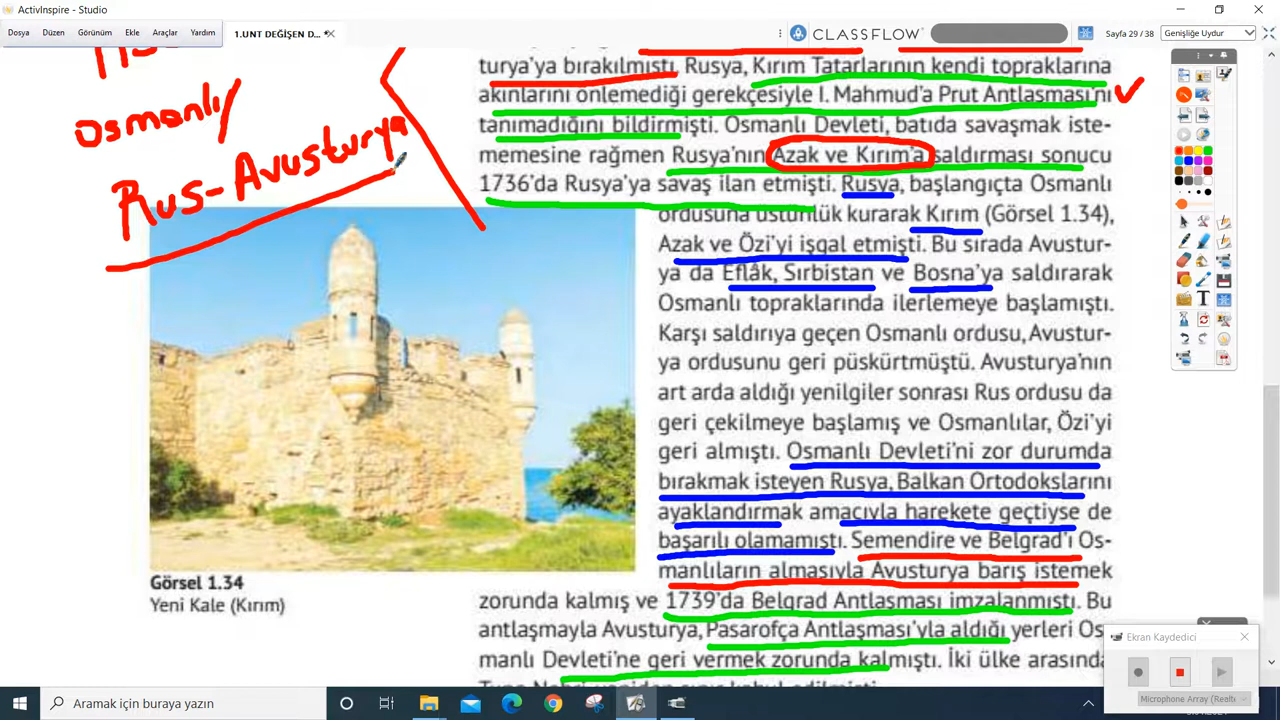 ActivInspire - Studio
Dosya Düzen Görünüm Ekle Araçlar Yardım
1.UNT DEĞİŞEN D...
CLASSFLOW
Sayfa 29 / 38
Genişliğe Uydur
osmanlı
Rus-Avusturya
turya’ya bırakılmıştı. Rusya, Kırım Tatarlarının kendi topraklarına
akınlarını önlemediği gerekçesiyle I. Mahmud’a Prut Antlaşması’nı
tanımadığını bildirmişti. Osmanlı Devleti, batıda savaşmak iste-
memesine rağmen Rusya’nın Azak ve Kırım’a saldırması sonucu
1736’da Rusya’ya savaş ilan etmişti. Rusya, başlangıçta Osmanlı
ordusuna üstünlük kurarak Kırım (Görsel 1.34),
Azak ve Özi’yi işgal etmişti. Bu sırada Avustur-
ya da Eflâk, Sırbistan ve Bosna’ya saldırarak
Osmanlı topraklarında ilerlemeye başlamıştı.
Karşı saldırıya geçen Osmanlı ordusu, Avustur-
ya ordusunu geri püskürtmüştü. Avusturya’nın
art arda aldığı yenilgiler sonrası Rus ordusu da
geri çekilmeye başlamış ve Osmanlılar, Özi’yi
geri almıştı. Osmanlı Devleti’ni zor durumda
bırakmak isteyen Rusya, Balkan Ortodokslarını
ayaklandırmak amacıyla harekete geçtiyse de
başarılı olamamıştı. Semendire ve Belgrad’ı Os-
manlıların almasıyla Avusturya barış istemek
zorunda kalmış ve 1739’da Belgrad Antlaşması imzalanmıştı. Bu
antlaşmayla Avusturya, Pasarofça Antlaşması’yla aldığı yerleri Os-
manlı Devleti’ne geri vermek zorunda kalmıştı. İki ülke arasında
Görsel 1.34
Yeni Kale (Kırım)
Ekran Kaydedici
Microphone Array (Realte
Aramak için buraya yazın